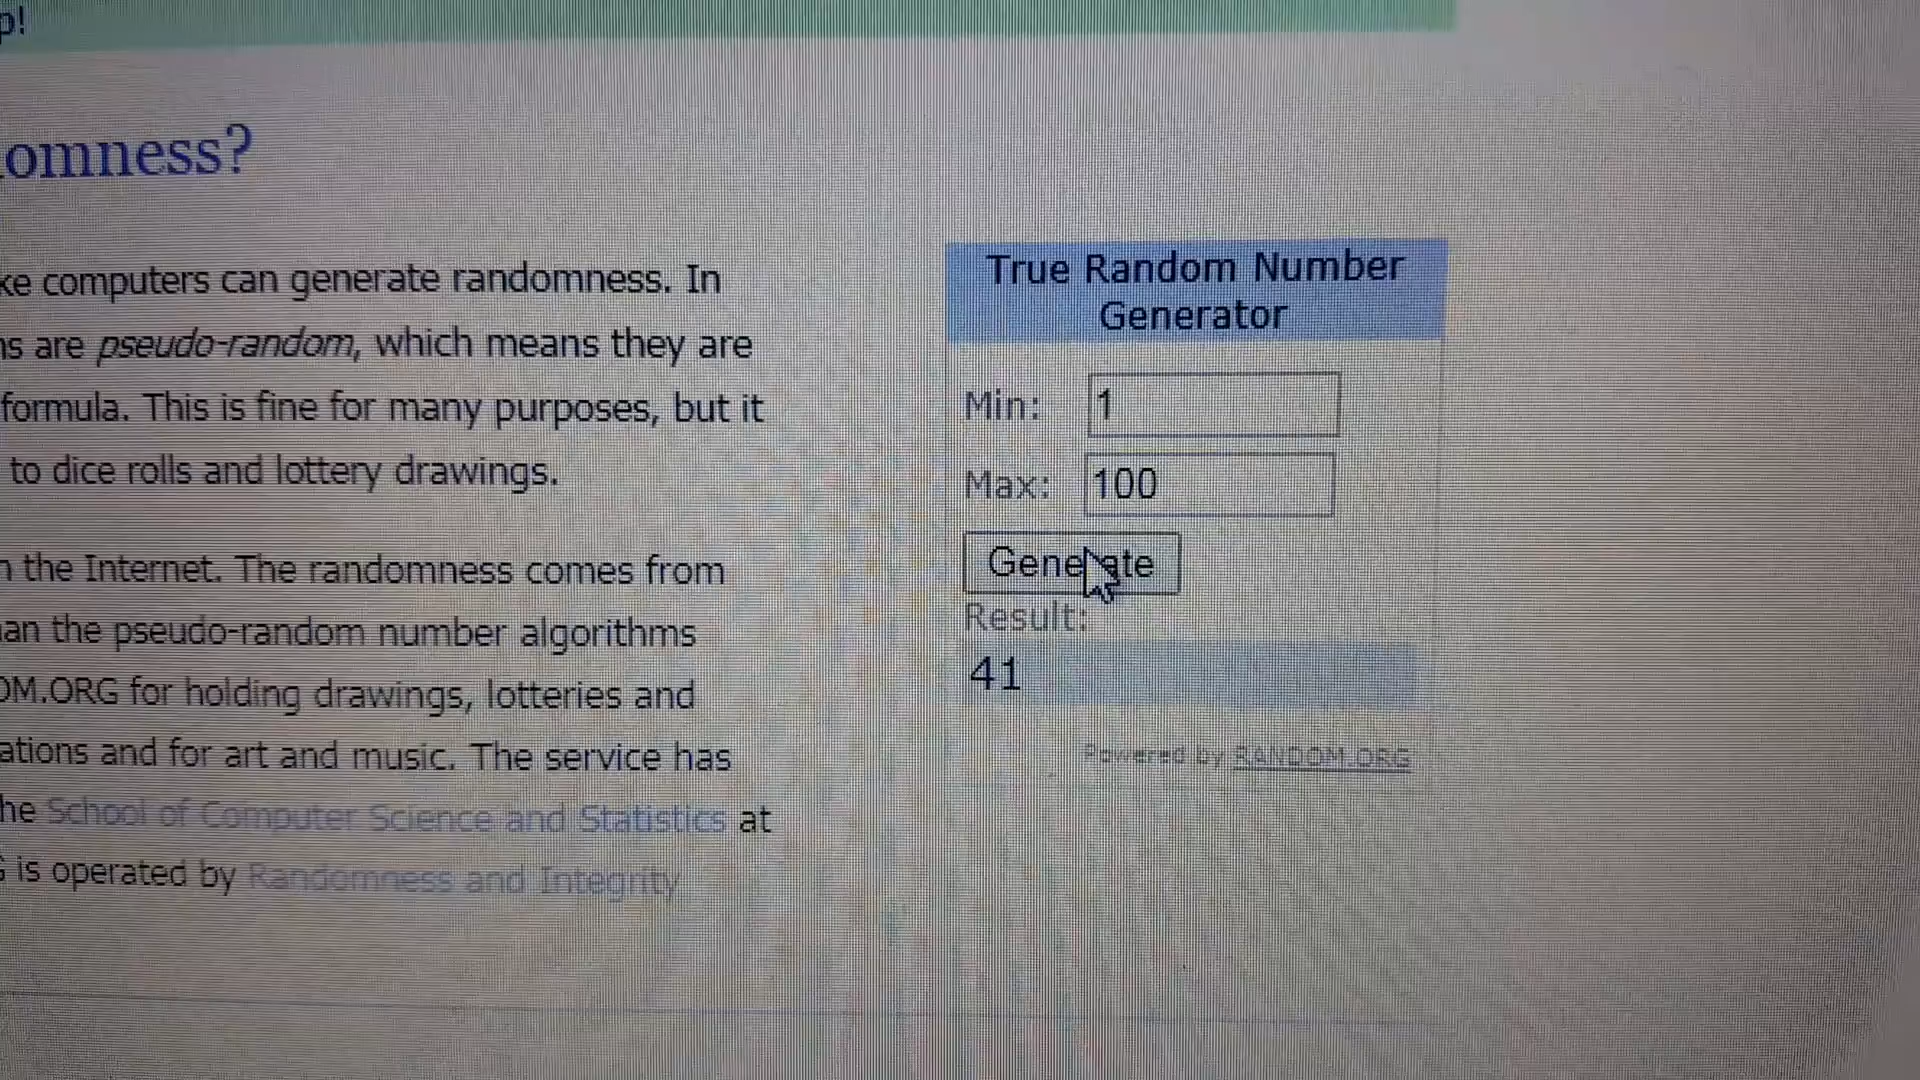 p!
omness?
ke computers can generate randomness. In
ns are pseudo-random, which means they are
formula. This is fine for many purposes, but it
to dice rolls and lottery drawings.
n the Internet. The randomness comes from
an the pseudo-random number algorithms
OM.ORG for holding drawings, lotteries and
ations and for art and music. The service has
he School of Computer Science and Statistics at
is operated by Randomness and Integrity
True Random Number
Generator
Min: 1
Max: 100
Generate
Result:
41
Powered by RANDOM.ORG